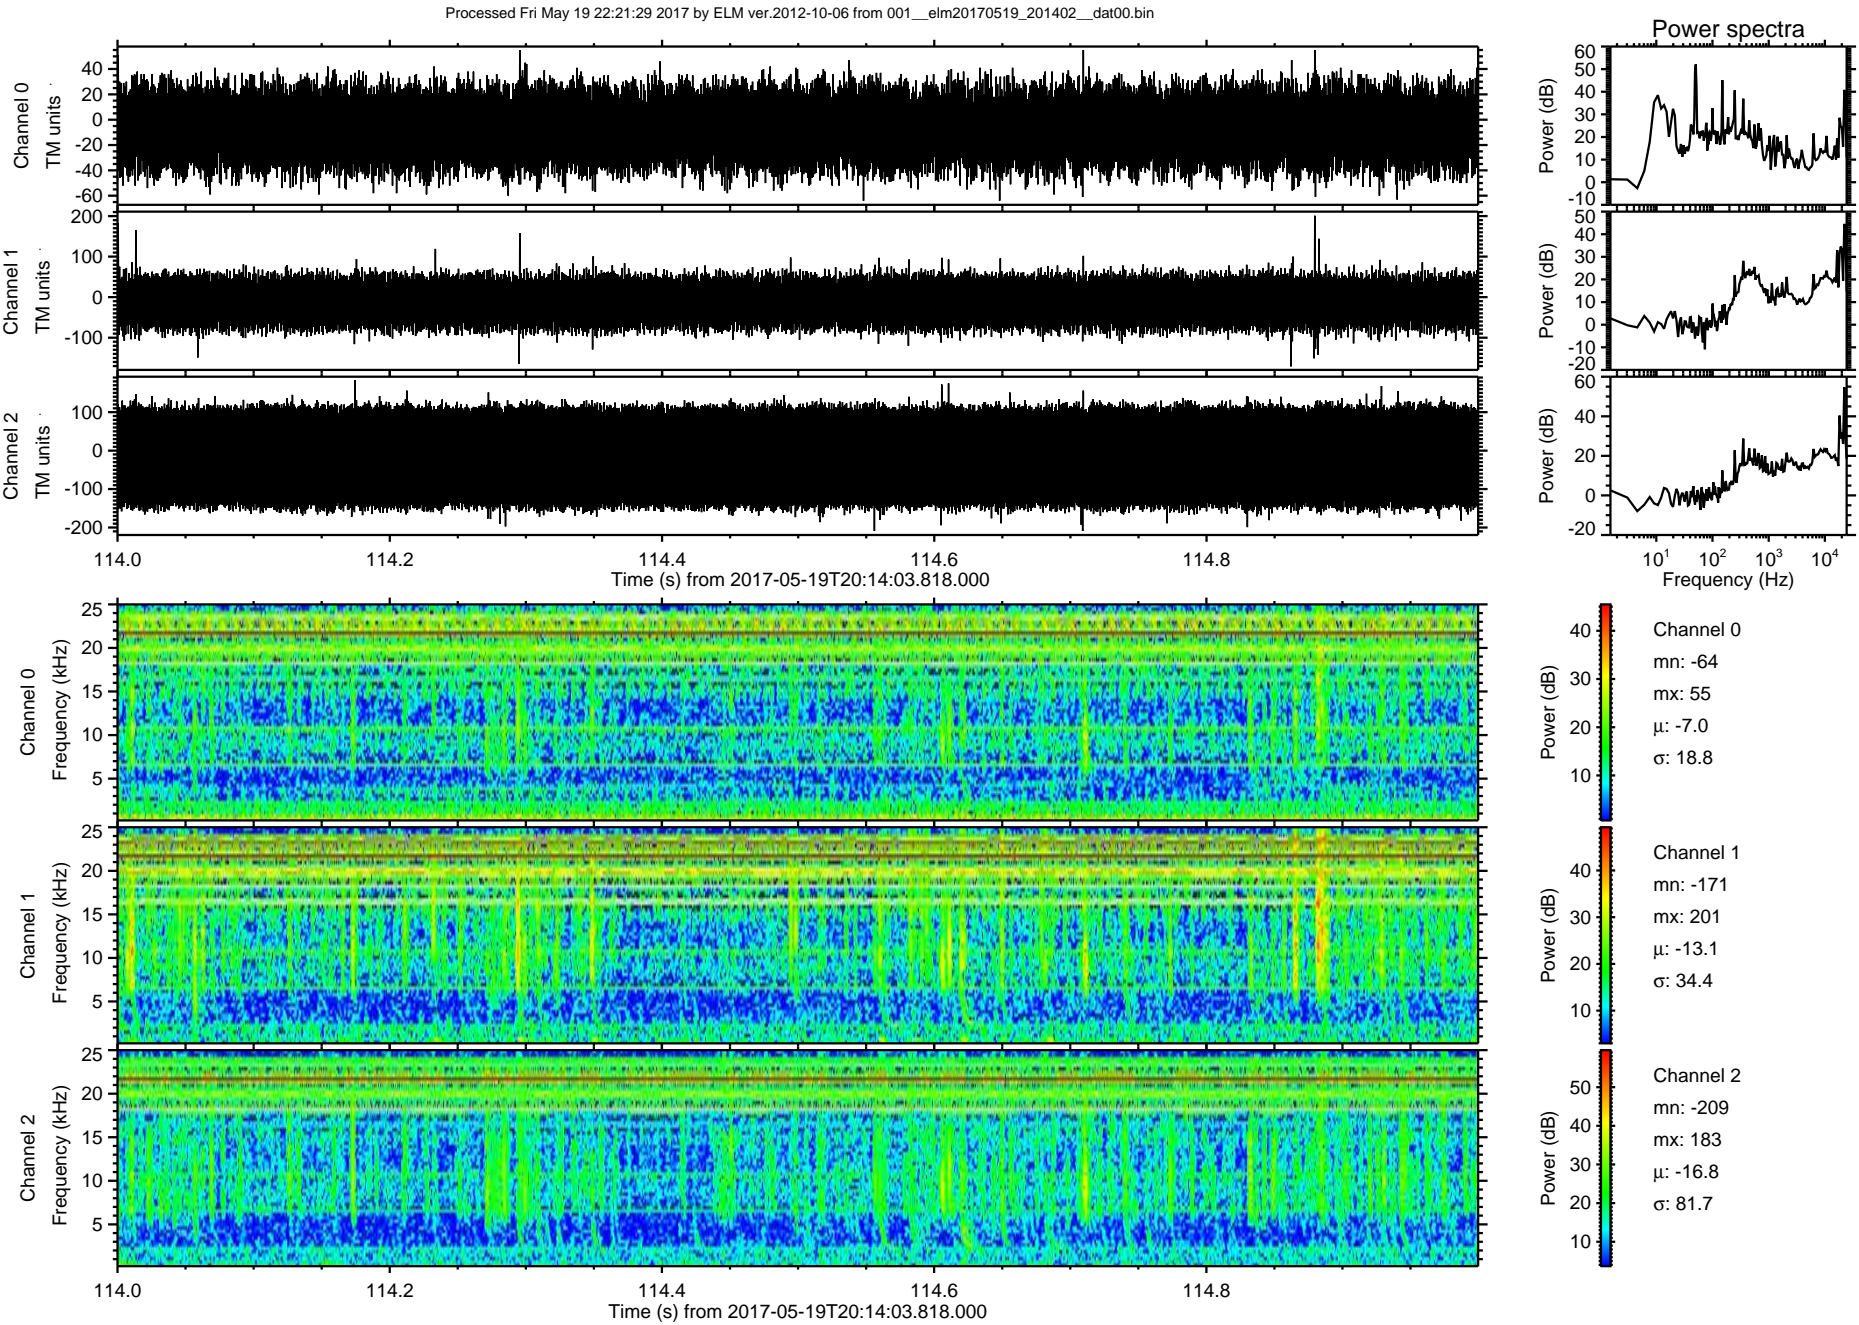 Processed Fri May 19 22:21:29 2017 by ELM ver.2012-10-06 from 001__elm20170519_201402__dat00.bin
Power spectra
Channel 0
TM units
40
20
0
-20
-40
-60
Power (dB)
60
50
40
30
20
10
0
-10
Channel 1
TM units
200
100
0
-100
Power (dB)
50
40
30
20
10
0
-10
-20
Channel 2
TM units
100
0
-100
-200
Power (dB)
60
40
20
0
-20
114.0 114.2 114.4 114.6 114.8
Time (s) from 2017-05-19T20:14:03.818.000
10^1 10^2 10^3 10^4
Frequency (Hz)
Channel 0
Frequency (kHz)
25
20
15
10
5
Power (dB)
40
30
20
10
Channel 0
mn: -64
mx: 55
μ: -7.0
σ: 18.8
Channel 1
Frequency (kHz)
25
20
15
10
5
Power (dB)
40
30
20
10
Channel 1
mn: -171
mx: 201
μ: -13.1
σ: 34.4
Channel 2
Frequency (kHz)
25
20
15
10
5
Power (dB)
50
40
30
20
10
Channel 2
mn: -209
mx: 183
μ: -16.8
σ: 81.7
114.0 114.2 114.4 114.6 114.8
Time (s) from 2017-05-19T20:14:03.818.000